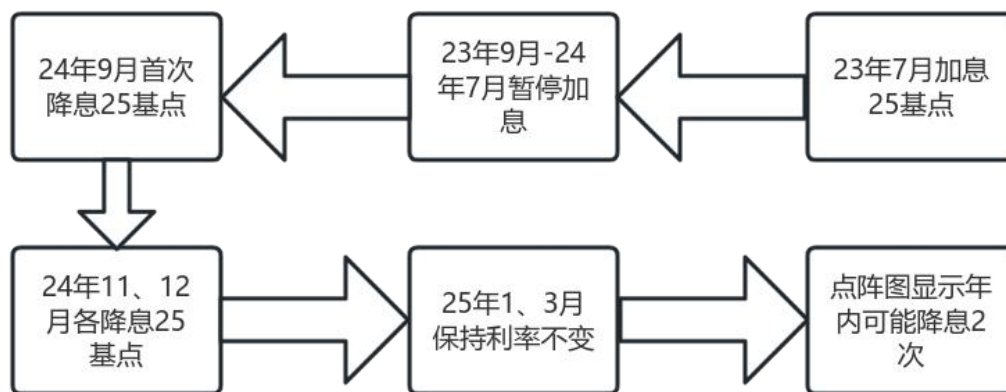 23年7月加息
25基点
23年9月-24
年7月暂停加
息
24年9月首次
降息25基点
24年11、12
月各降息25
基点
25年1、3月
保持利率不变
点阵图显示年
内可能降息2
次